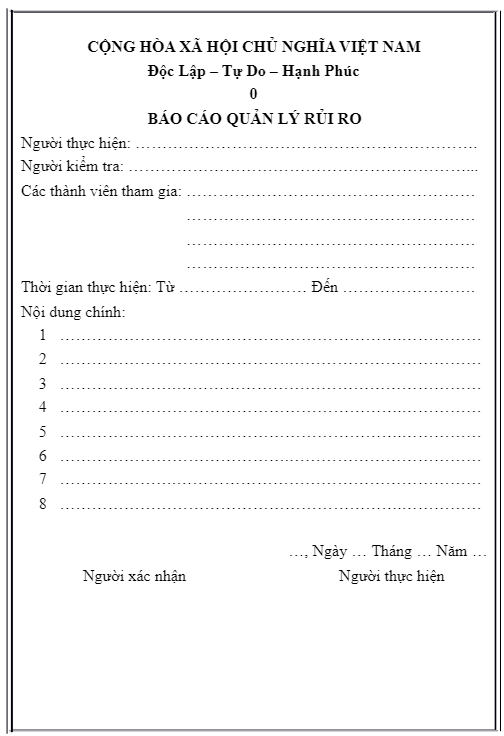 CỘNG HÒA XÃ HỘI CHỦ NGHĨA VIỆT NAM
Độc Lập – Tự Do – Hạnh Phúc
0
BÁO CÁO QUẢN LÝ RỦI RO
Người thực hiện: …………………………………………………….
Người kiểm tra: ……………………………………………………...
Các thành viên tham gia: ……………………………………………
……………………………………………
……………………………………………
……………………………………………
Thời gian thực hiện: Từ …………………… Đến ……………………
Nội dung chính:
1 …………………………………………………………………
2 …………………………………………………………………
3 …………………………………………………………………
4 …………………………………………………………………
5 …………………………………………………………………
6 …………………………………………………………………
7 …………………………………………………………………
8 …………………………………………………………………
…, Ngày … Tháng … Năm …
Người xác nhận Người thực hiện